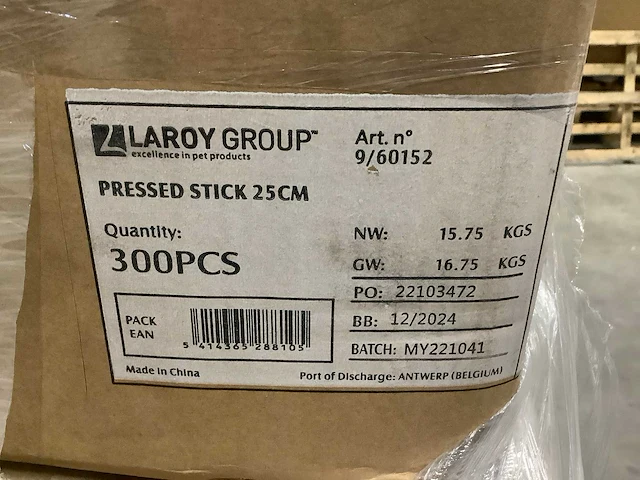 LAROY GROUP™
excellence in pet products
Art. n°
9/60152
PRESSED STICK 25CM
Quantity:
300PCS
NW: 15.75 KGS
GW: 16.75 KGS
PO: 22103472
BB: 12/2024
BATCH: MY221041
PACK
EAN
5 414365 288105
Made in China
Port of Discharge: ANTWERP (BELGIUM)